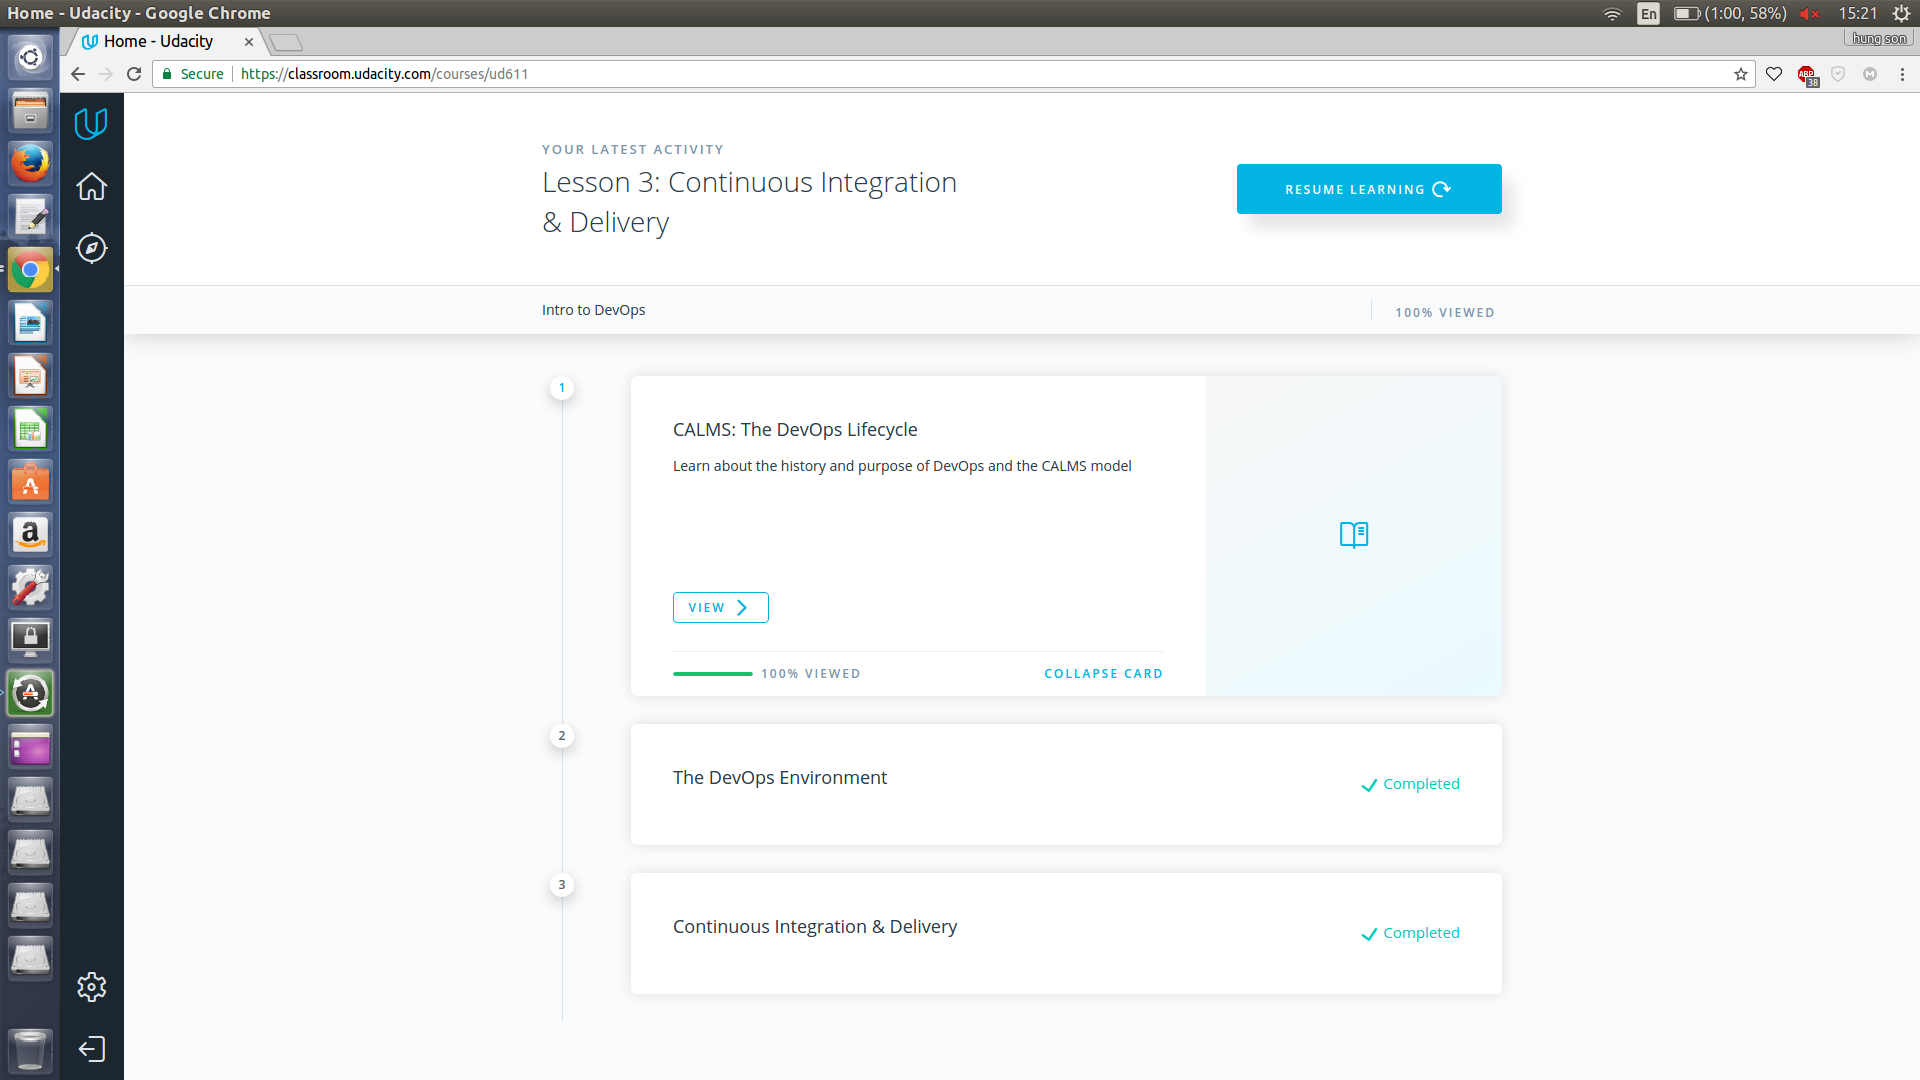 Home - Udacity - Google Chrome
En
(1:00, 58%)
15:21
Home - Udacity
hung son
Secure
https://classroom.udacity.com/courses/ud611
ABP
38
M
YOUR LATEST ACTIVITY
Lesson 3: Continuous Integration
& Delivery
RESUME LEARNING
Intro to DevOps
100% VIEWED
1
CALMS: The DevOps Lifecycle
Learn about the history and purpose of DevOps and the CALMS model
VIEW
100% VIEWED
COLLAPSE CARD
2
The DevOps Environment
Completed
3
Continuous Integration & Delivery
Completed